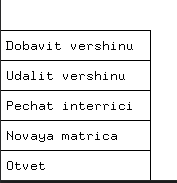 Dobavit vershinu
Udalit vershinu
Pechat interrici
Novaya matrica
Otvet